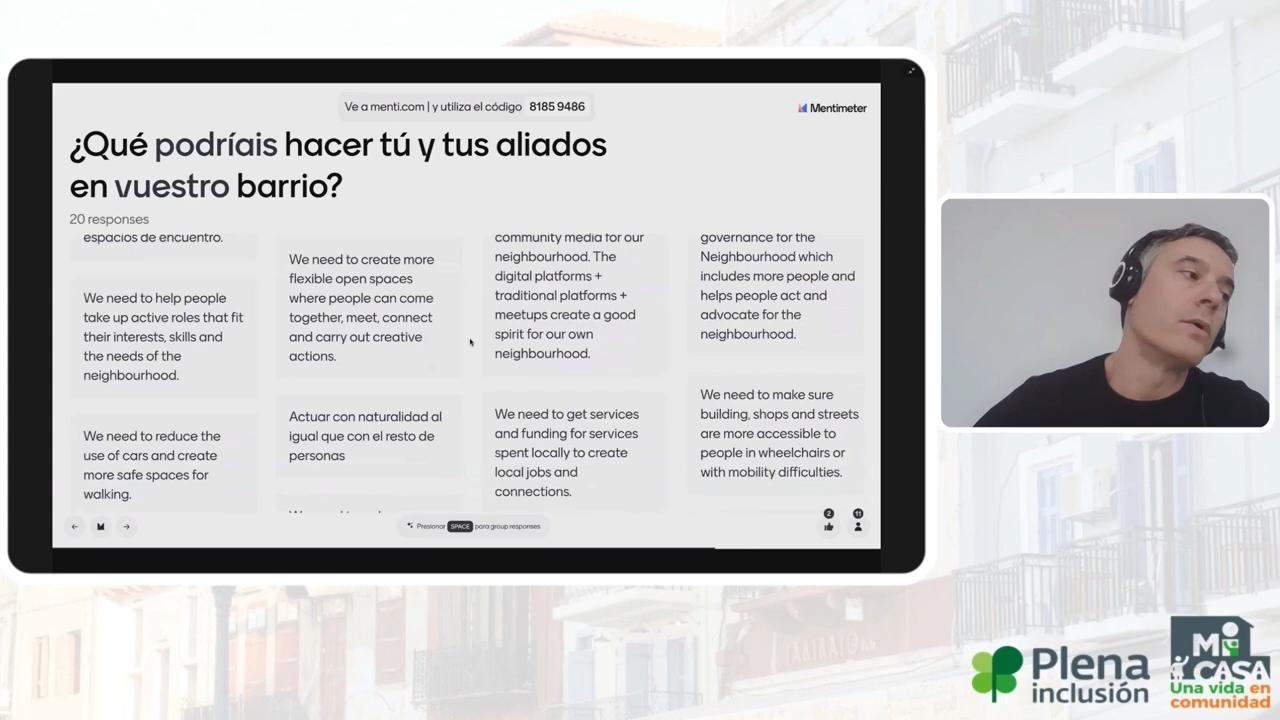 Ve a menti.com | y utiliza el código 8185 9486
Mentimeter
¿Qué podríais hacer tú y tus aliados
en vuestro barrio?
20 responses
espacios de encuentro.
We need to help people
take up active roles that fit
their interests, skills and
the needs of the
neighbourhood.
We need to reduce the
use of cars and create
more safe spaces for
walking.
We need to create more
flexible open spaces
where people can come
together, meet, connect
and carry out creative
actions.
Actuar con naturalidad al
igual que con el resto de
personas
community media for our
neighbourhood. The
digital platforms +
traditional platforms +
meetups create a good
spirit for our own
neighbourhood.
We need to get services
and funding for services
spent locally to create
local jobs and
connections.
governance for the
Neighbourhood which
includes more people and
helps people act and
advocate for the
neighbourhood.
We need to make sure
building, shops and streets
are more accessible to
people in wheelchairs or
with mobility difficulties.
Presionar SPACE para group responses
2
11
Plena
inclusión
Mi
CASA
Una vida en
comunidad